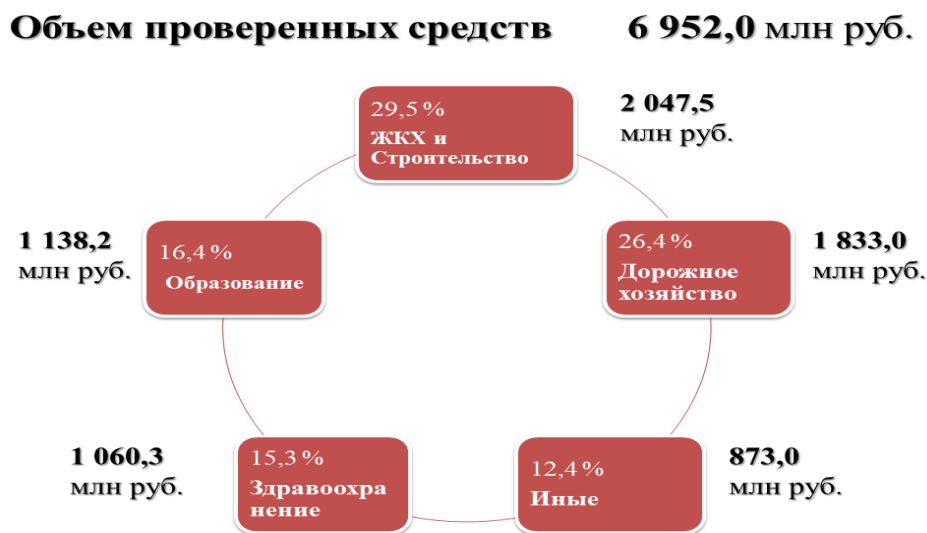 Объем проверенных средств 6 952,0 млн руб.
29,5 %
ЖКХ и
Строительство
2 047,5
млн руб.
1 138,2
млн руб.
16,4 %
Образование
26,4 %
Дорожное
хозяйство
1 833,0
млн руб.
1 060,3
млн руб.
15,3 %
Здравоохра
нение
12,4 %
Иные
873,0
млн руб.